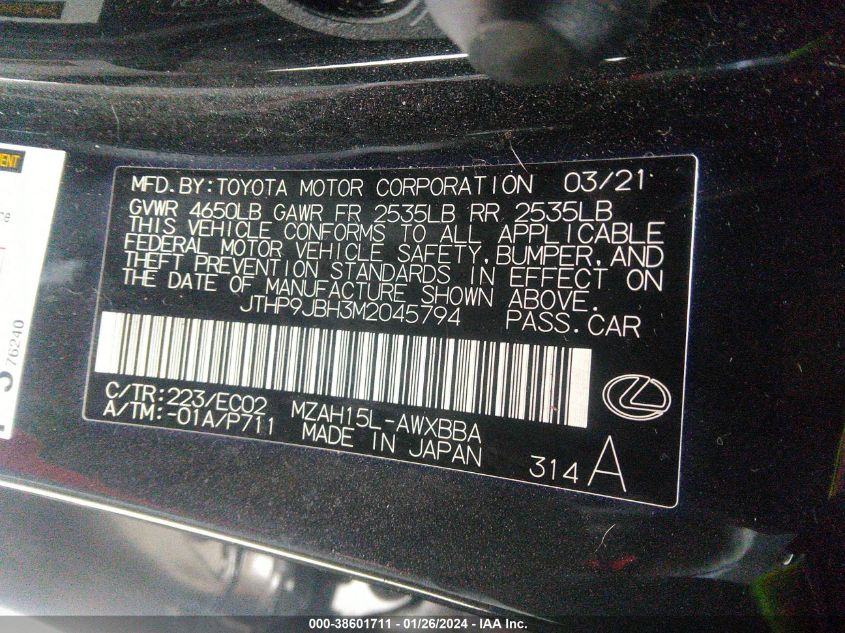 MENT
76240
MFD.BY:TOYOTA MOTOR CORPORATION 03/21
GVWR 4650LB GAWR FR 2535LB RR 2535LB
THIS VEHICLE CONFORMS TO ALL APPLICABLE
FEDERAL MOTOR VEHICLE SAFETY,BUMPER,AND
THEFT PREVENTION STANDARDS IN EFFECT ON
THE DATE OF MANUFACTURE SHOWN ABOVE.
JTHP9JBH3M2045794 PASS.CAR
C/TR:223/EC02 MZAH15L-AWXBBA
A/TM:-01A/P711 MADE IN JAPAN
314 A
000-38601711 - 01/26/2024 - IAA Inc.